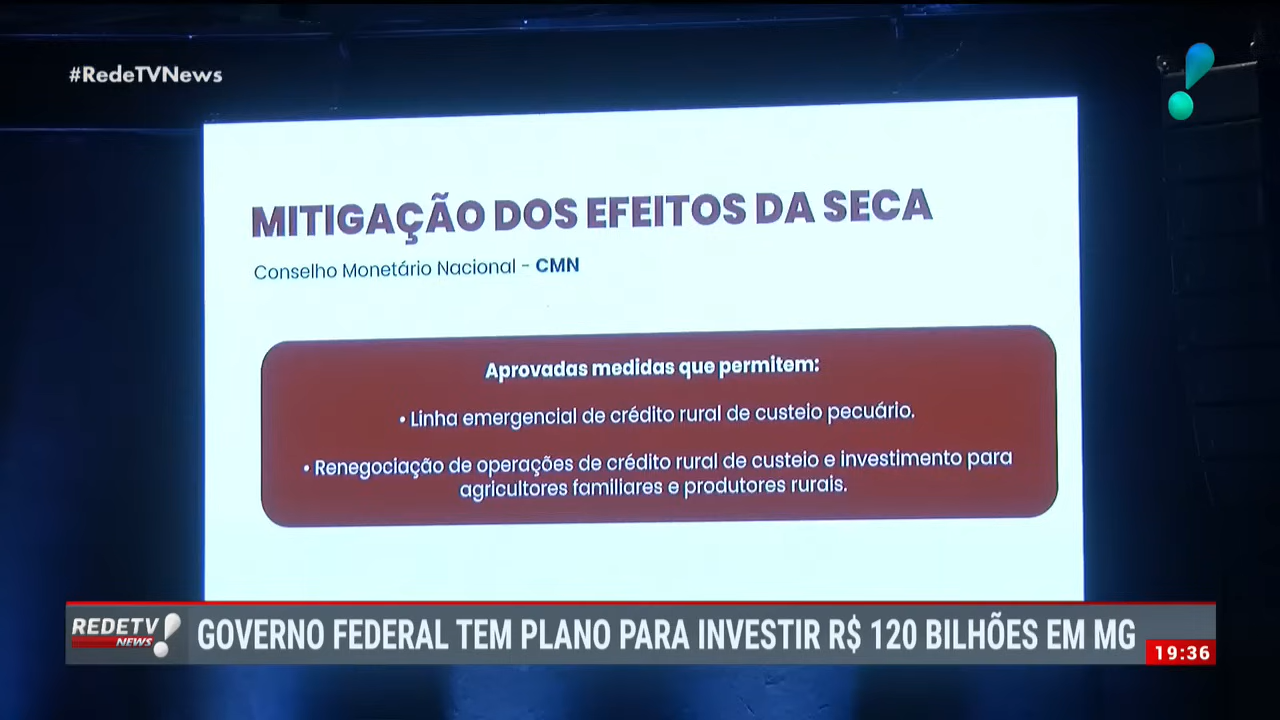 #RedeTVNews
MITIGAÇÃO DOS EFEITOS DA SECA
Conselho Monetário Nacional - CMN
Aprovadas medidas que permitem:
• Linha emergencial de crédito rural de custeio pecuário.
• Renegociação de operações de crédito rural de custeio e investimento para
agricultores familiares e produtores rurais.
REDETV!
NEWS
GOVERNO FEDERAL TEM PLANO PARA INVESTIR R$ 120 BILHÕES EM MG
19:36